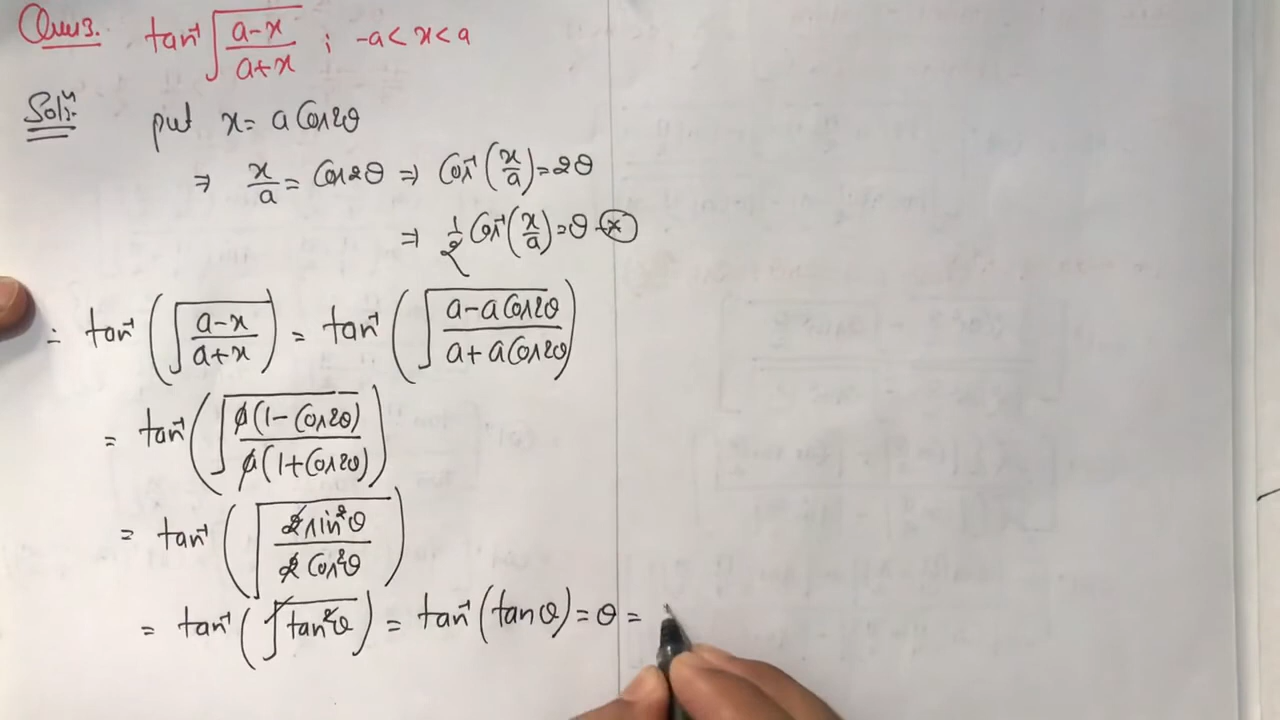 Ques3. tan⁻¹ √((a-x)/(a+x)) ; -a < x < a
Solⁿ:- put x = a Cos2θ
⇒ x/a = Cos2θ ⇒ Cos⁻¹(x/a) = 2θ
⇒ 1/2 Cos⁻¹(x/a) = θ -(*)
∴ tan⁻¹(√((a-x)/(a+x))) = tan⁻¹(√((a-a Cos2θ)/(a+a Cos2θ)))
= tan⁻¹(√(a(1-Cos2θ)/a(1+Cos2θ)))
= tan⁻¹(√(2sin²θ/2Cos²θ))
= tan⁻¹(√tan²θ) = tan⁻¹(tanθ) = θ =